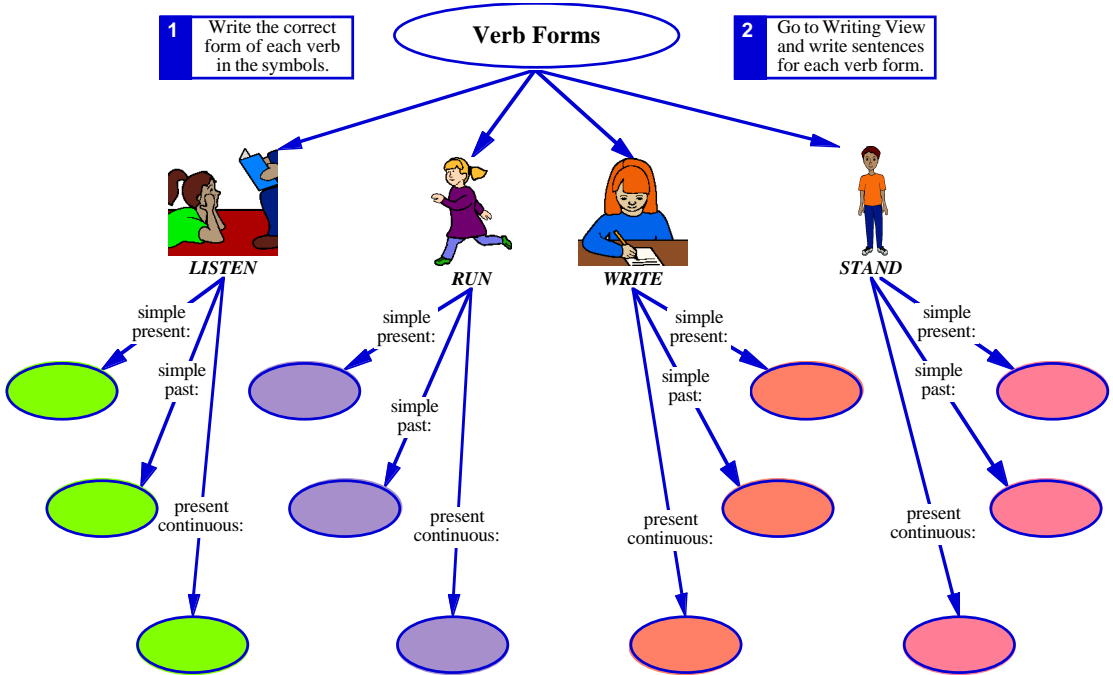 1
Write the correct
form of each verb
in the symbols.
Verb Forms
2
Go to Writing View
and write sentences
for each verb form.
LISTEN
RUN
WRITE
STAND
simple
present:
simple
past:
present
continuous:
simple
present:
simple
past:
present
continuous:
simple
present:
simple
past:
present
continuous:
simple
present:
simple
past:
present
continuous: